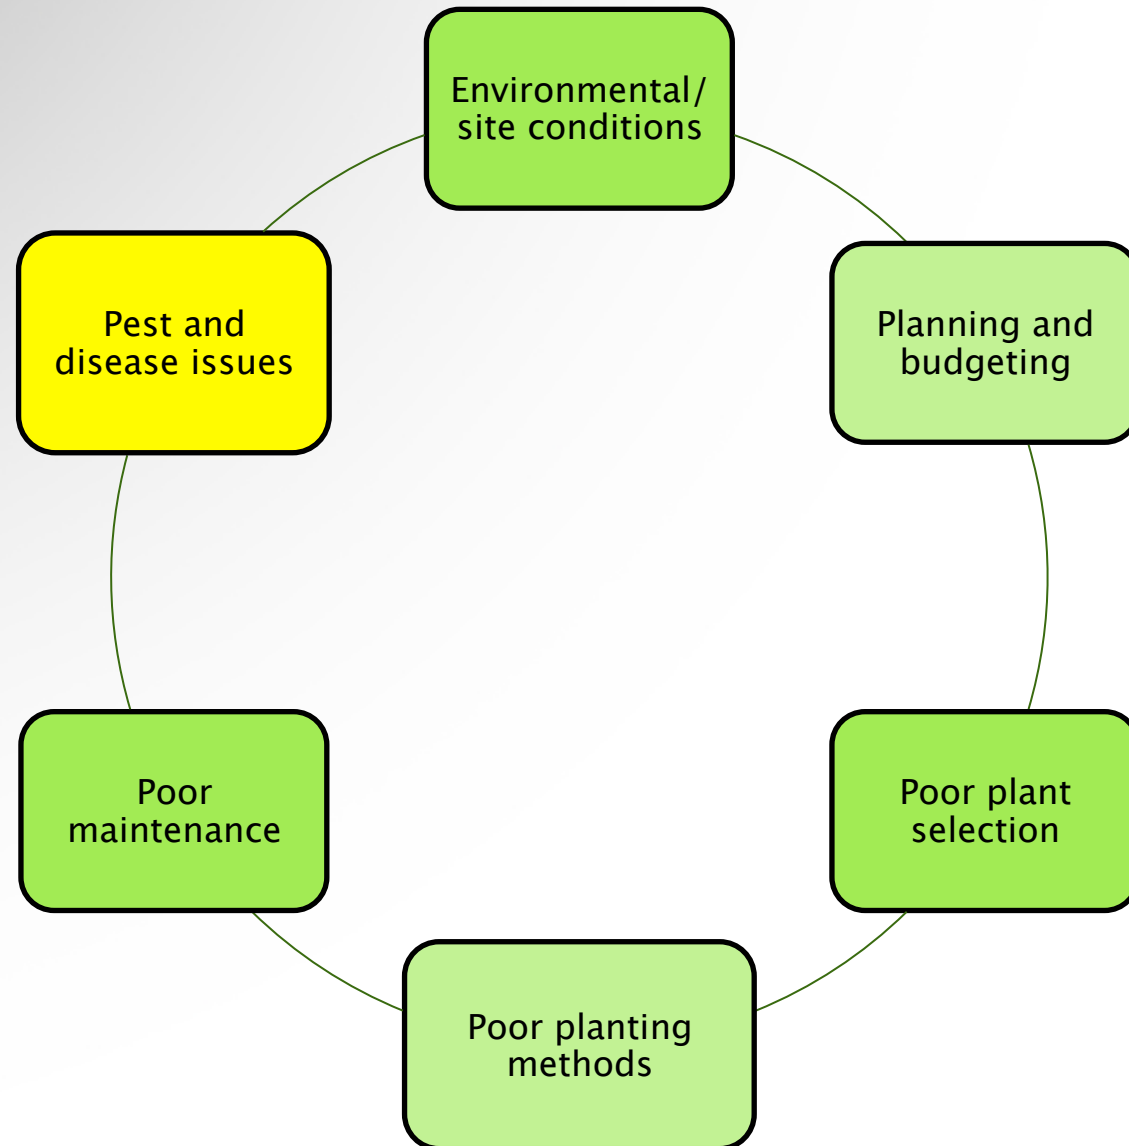 Environmental/
site conditions
Planning and
budgeting
Poor plant
selection
Poor planting
methods
Poor
maintenance
Pest and
disease issues